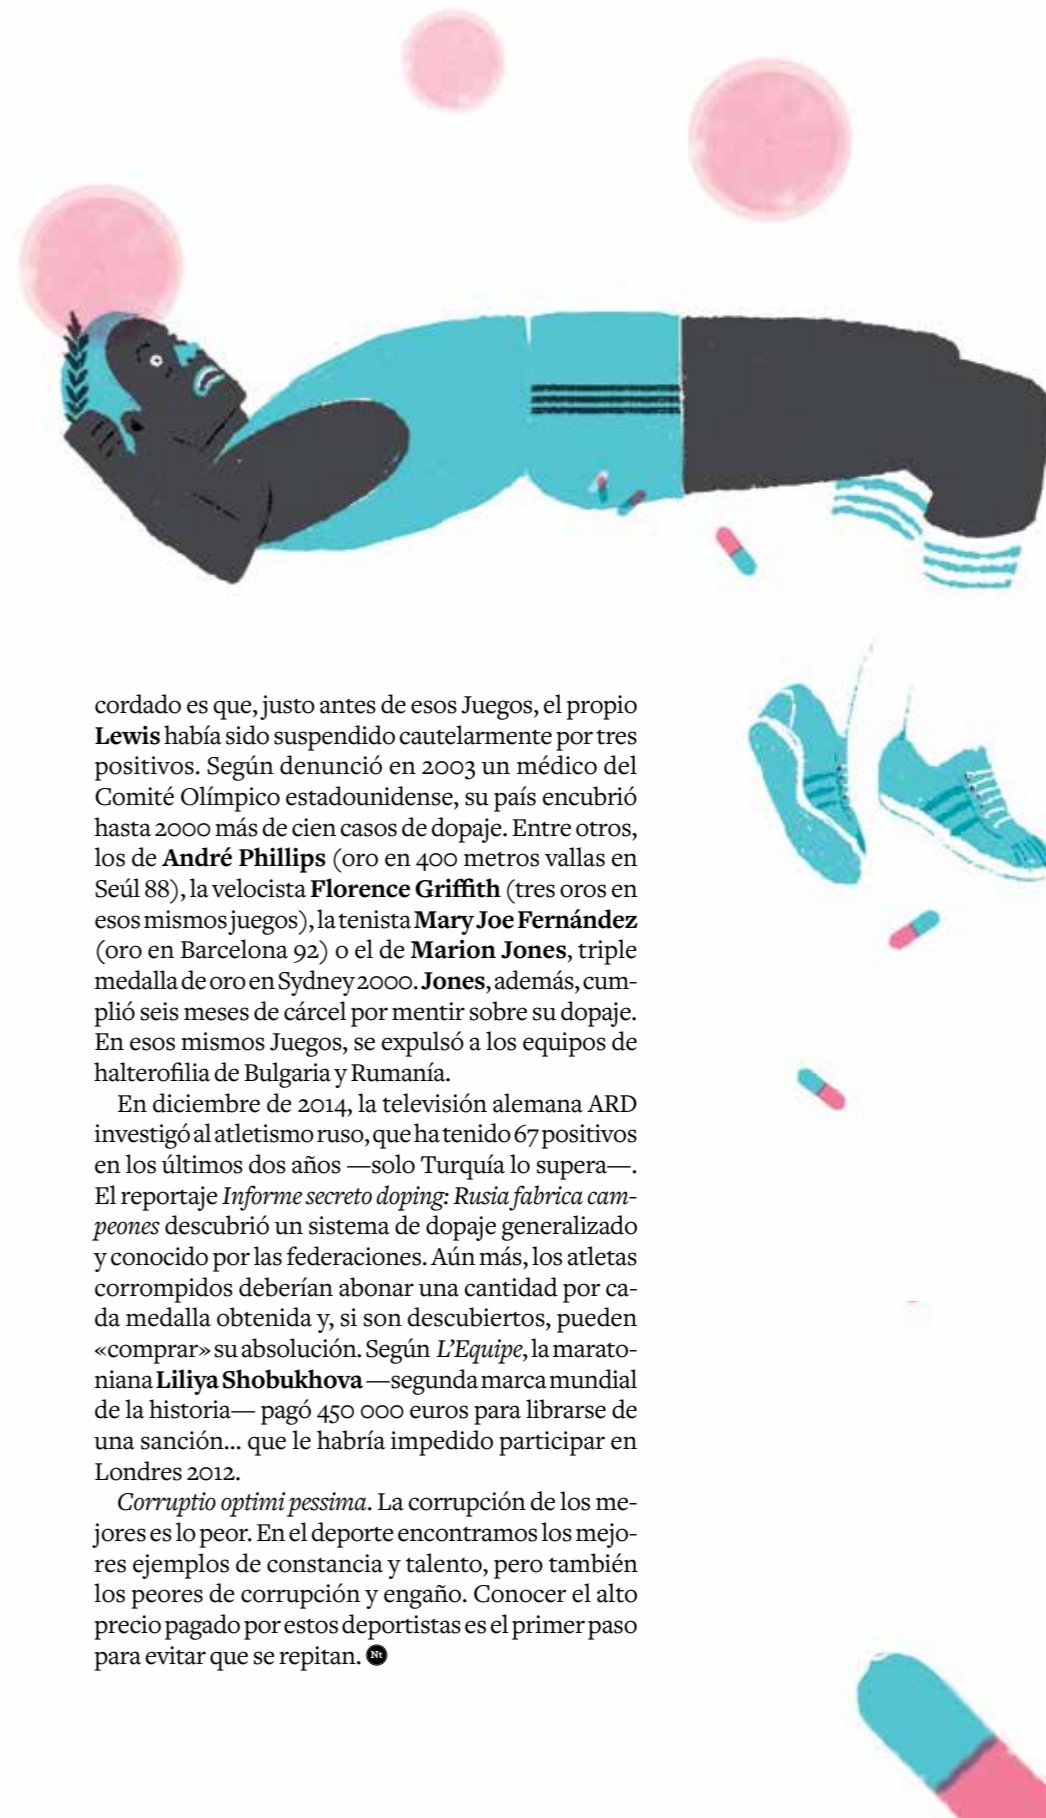 cordado es que, justo antes de esos Juegos, el propio
Lewis había sido suspendido cautelarmente por tres
positivos. Según denunció en 2003 un médico del
Comité Olímpico estadounidense, su país encubrió
hasta 2000 más de cien casos de dopaje. Entre otros,
los de André Phillips (oro en 400 metros vallas en
Seúl 88), la velocista Florence Griffith (tres oros en
esos mismos juegos), la tenista Mary Joe Fernández
(oro en Barcelona 92) o el de Marion Jones, triple
medalla de oro en Sydney 2000. Jones, además, cum-
plió seis meses de cárcel por mentir sobre su dopaje.
En esos mismos Juegos, se expulsó a los equipos de
halterofilia de Bulgaria y Rumanía.
En diciembre de 2014, la televisión alemana ARD
investigó al atletismo ruso, que ha tenido 67 positivos
en los últimos dos años —solo Turquía lo supera—.
El reportaje Informe secreto doping: Rusia fabrica cam-
peones descubrió un sistema de dopaje generalizado
y conocido por las federaciones. Aún más, los atletas
corrompidos deberían abonar una cantidad por ca-
da medalla obtenida y, si son descubiertos, pueden
«comprar» su absolución. Según L’Equipe, la marato-
niana Liliya Shobukhova —segunda marca mundial
de la historia— pagó 450 000 euros para librarse de
una sanción... que le habría impedido participar en
Londres 2012.
Corruptio optimi pessima. La corrupción de los me-
jores es lo peor. En el deporte encontramos los mejo-
res ejemplos de constancia y talento, pero también
los peores de corrupción y engaño. Conocer el alto
precio pagado por estos deportistas es el primer paso
para evitar que se repitan. Nt